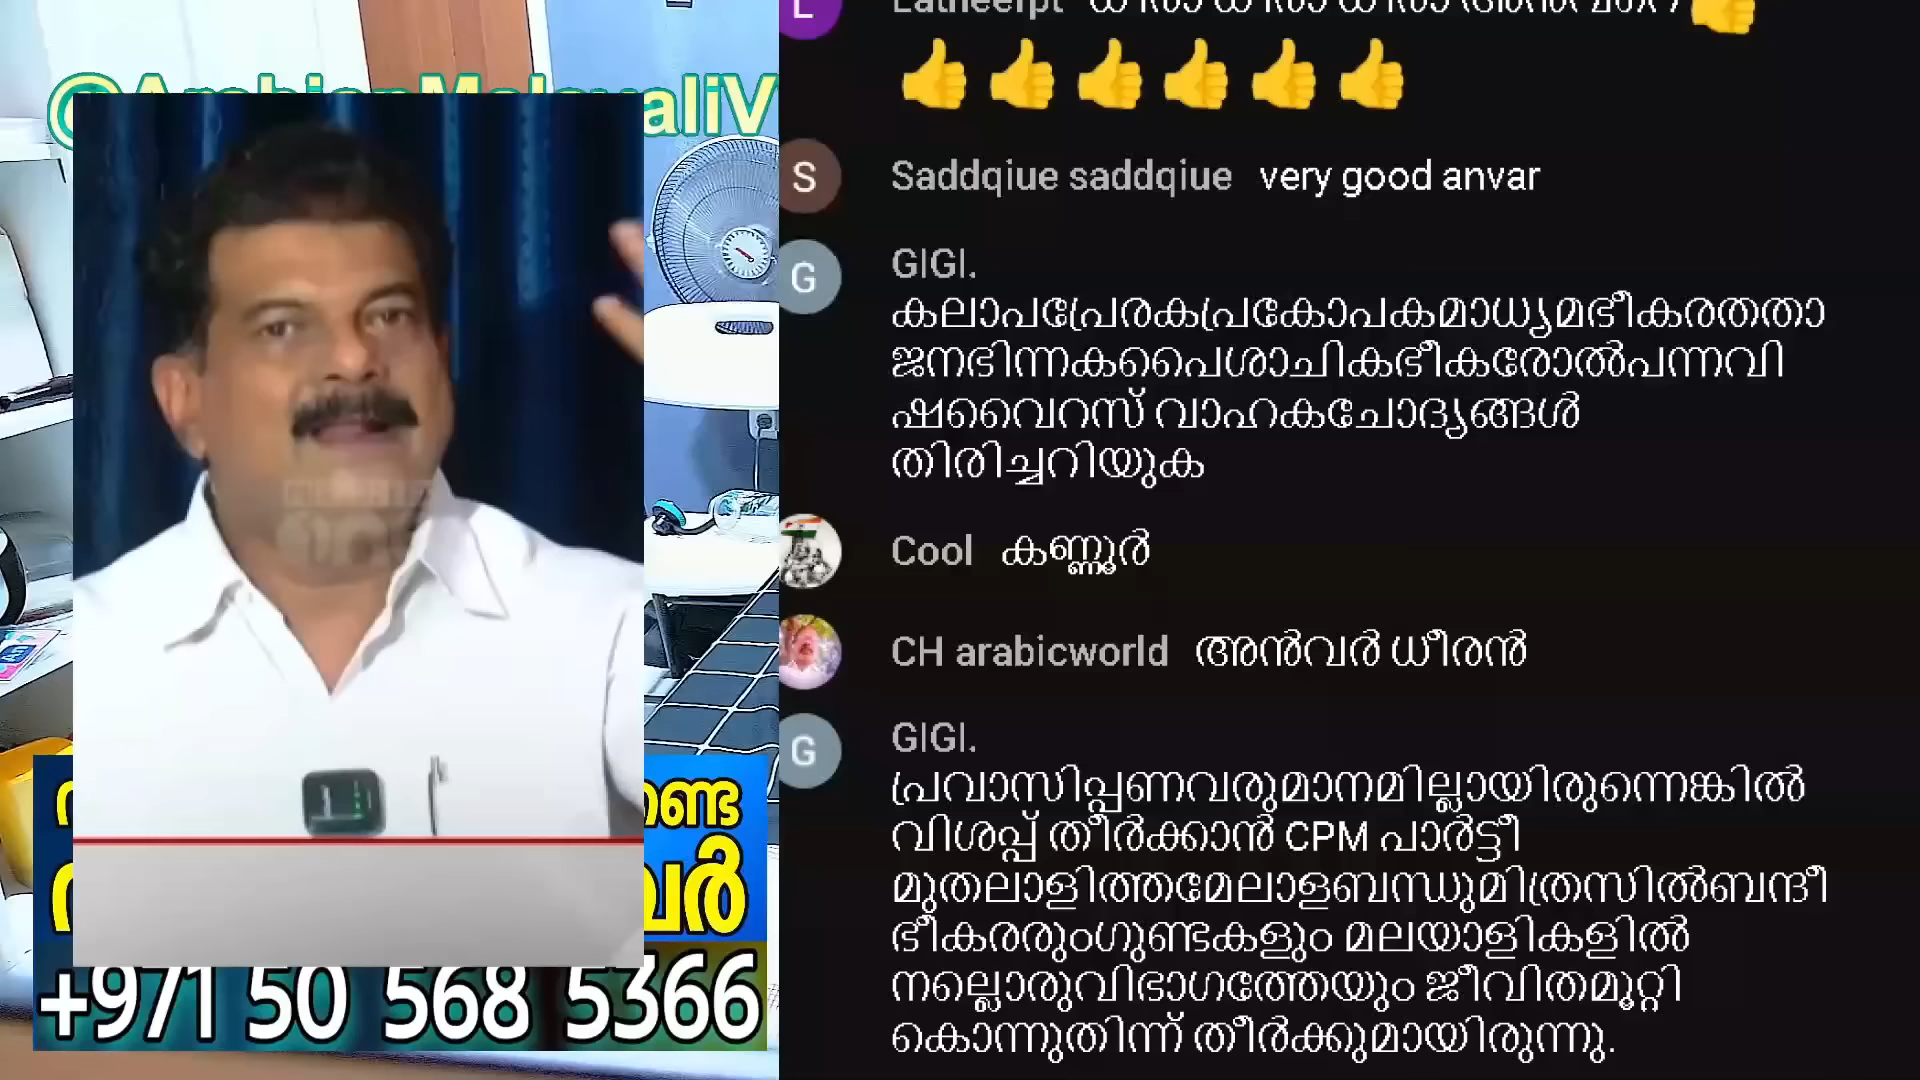 aliV
L
S Saddqiue saddqiue very good anvar
G GIGI.
കലാപപ്രേരകപ്രകോപകമാധ്യമഭീകരതതാ
ജനഭിന്നകപൈശാചികഭീകരോൽപന്നവി
ഷവൈറസ് വാഹകചോദ്യങ്ങൾ
തിരിച്ചറിയുക
Cool കണ്ണൂർ
CH arabicworld അൻവർ ധീരൻ
G GIGI.
പ്രവാസിപ്പണവരുമാനമില്ലായിരുന്നെങ്കിൽ
വിശപ്പ് തീർക്കാൻ CPM പാർട്ടീ
മുതലാളിത്തമേലാളബന്ധുമിത്രസിൽബന്ദീ
ഭീകരരുംഗുണ്ടകളും മലയാളികളിൽ
നല്ലൊരുവിഭാഗത്തേയും ജീവിതമൂറ്റി
കൊന്നുതിന്ന് തീർക്കുമായിരുന്നു.
+971 50 568 5366